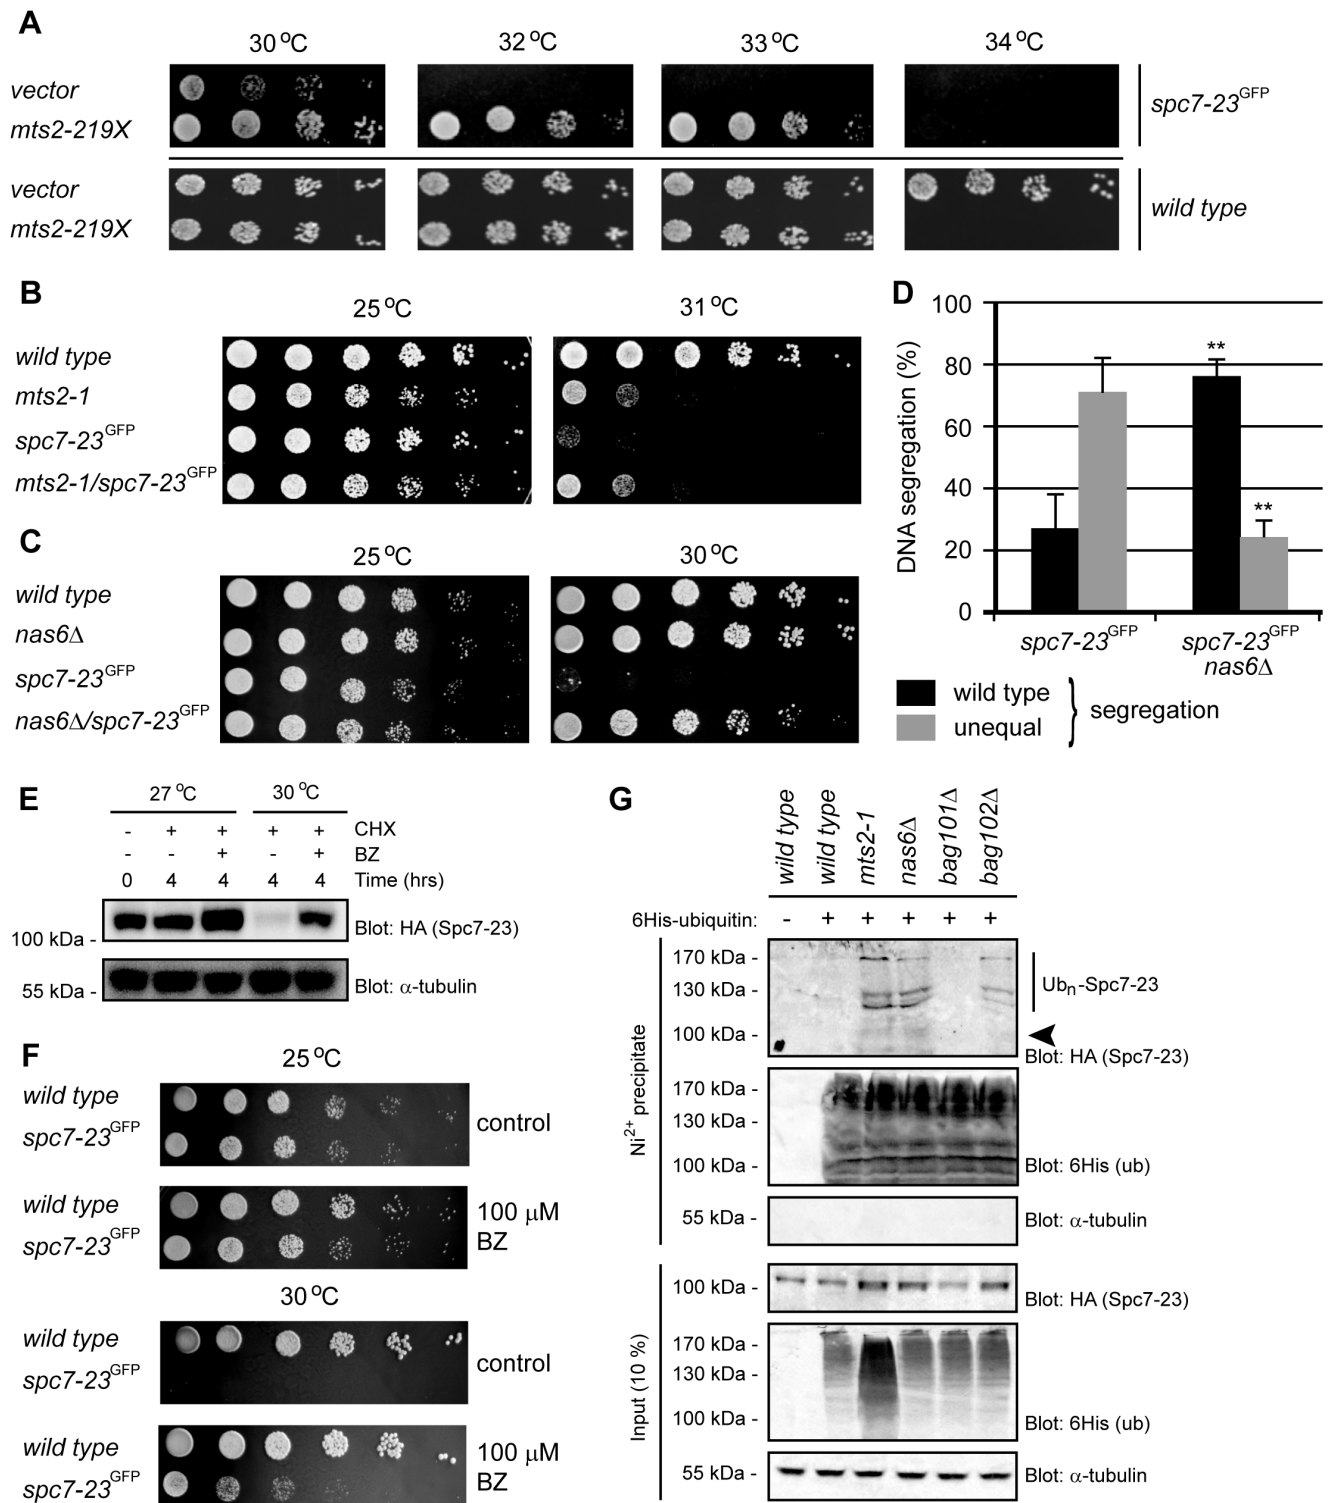 A
30 °C 32 °C 33 °C 34 °C
vector
mts2-219X
spc7-23GFP
vector
mts2-219X
wild type
B
25 °C 31 °C
wild type
mts2-1
spc7-23GFP
mts2-1/spc7-23GFP
C
25 °C 30 °C
wild type
nas6Δ
spc7-23GFP
nas6Δ/spc7-23GFP
D
DNA segregation (%)
100
80
60
40
20
0
**
**
spc7-23GFP
spc7-23GFP
nas6Δ
wild type
unequal
segregation
E
27 °C 30 °C
- + + + + CHX
- - + - + BZ
0 4 4 4 4 Time (hrs)
100 kDa -
Blot: HA (Spc7-23)
55 kDa -
Blot: α-tubulin
F
25 °C
wild type
spc7-23GFP
control
wild type
spc7-23GFP
100 μM
BZ
30 °C
wild type
spc7-23GFP
control
wild type
spc7-23GFP
100 μM
BZ
G
wild type
wild type
mts2-1
nas6Δ
bag101Δ
bag102Δ
6His-ubiquitin: - + + + + +
Ni2+ precipitate
170 kDa -
130 kDa -
100 kDa -
Ubn-Spc7-23
Blot: HA (Spc7-23)
170 kDa -
130 kDa -
100 kDa -
Blot: 6His (ub)
55 kDa -
Blot: α-tubulin
Input (10 %)
100 kDa -
Blot: HA (Spc7-23)
170 kDa -
130 kDa -
100 kDa -
Blot: 6His (ub)
55 kDa -
Blot: α-tubulin